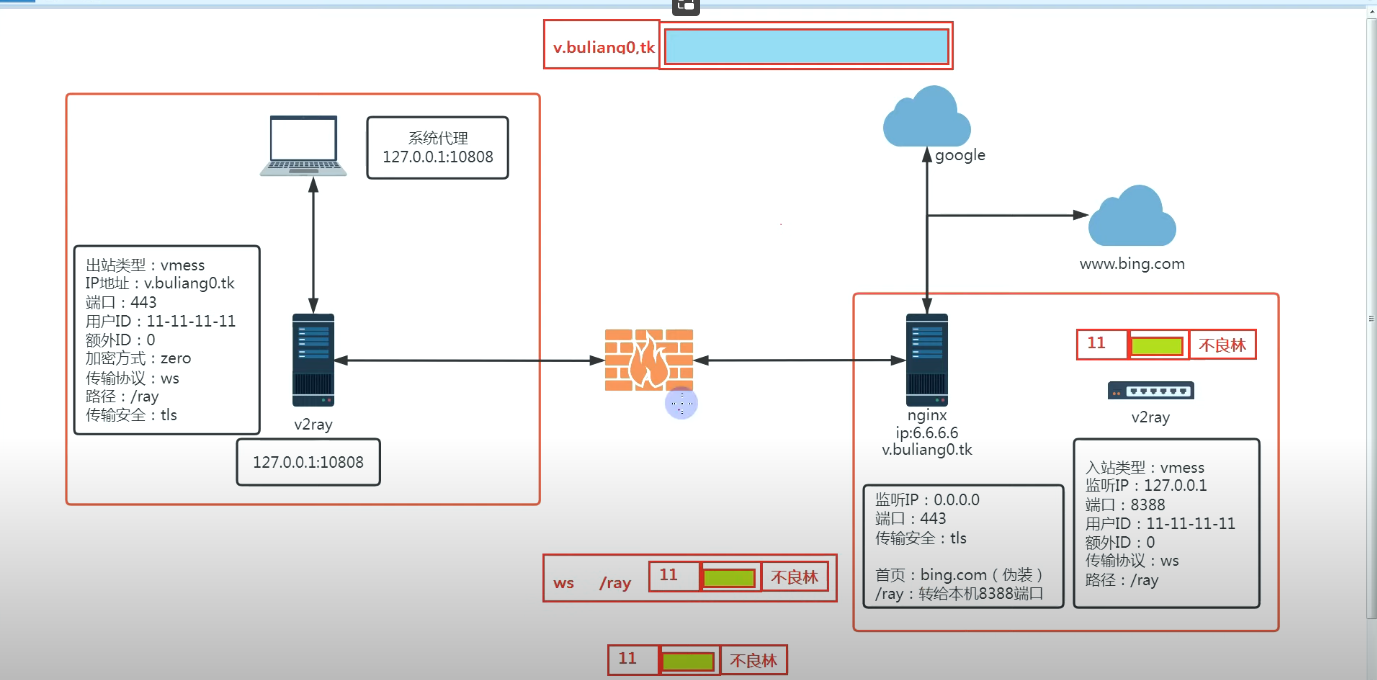 v.buliang0,tk
系统代理
127.0.0.1:10808
google
www.bing.com
出站类型：vmess
IP地址：v.buliang0.tk
端口：443
用户ID：11-11-11-11
额外ID：0
加密方式：zero
传输协议：ws
路径：/ray
传输安全：tls
v2ray
127.0.0.1:10808
nginx
ip:6.6.6.6
v.buliang0.tk
监听IP：0.0.0.0
端口：443
传输安全：tls
首页：bing.com（伪装）
/ray：转给本机8388端口
11 不良林
v2ray
入站类型：vmess
监听IP：127.0.0.1
端口：8388
用户ID：11-11-11-11
额外ID：0
传输协议：ws
路径：/ray
ws /ray 11 不良林
11 不良林